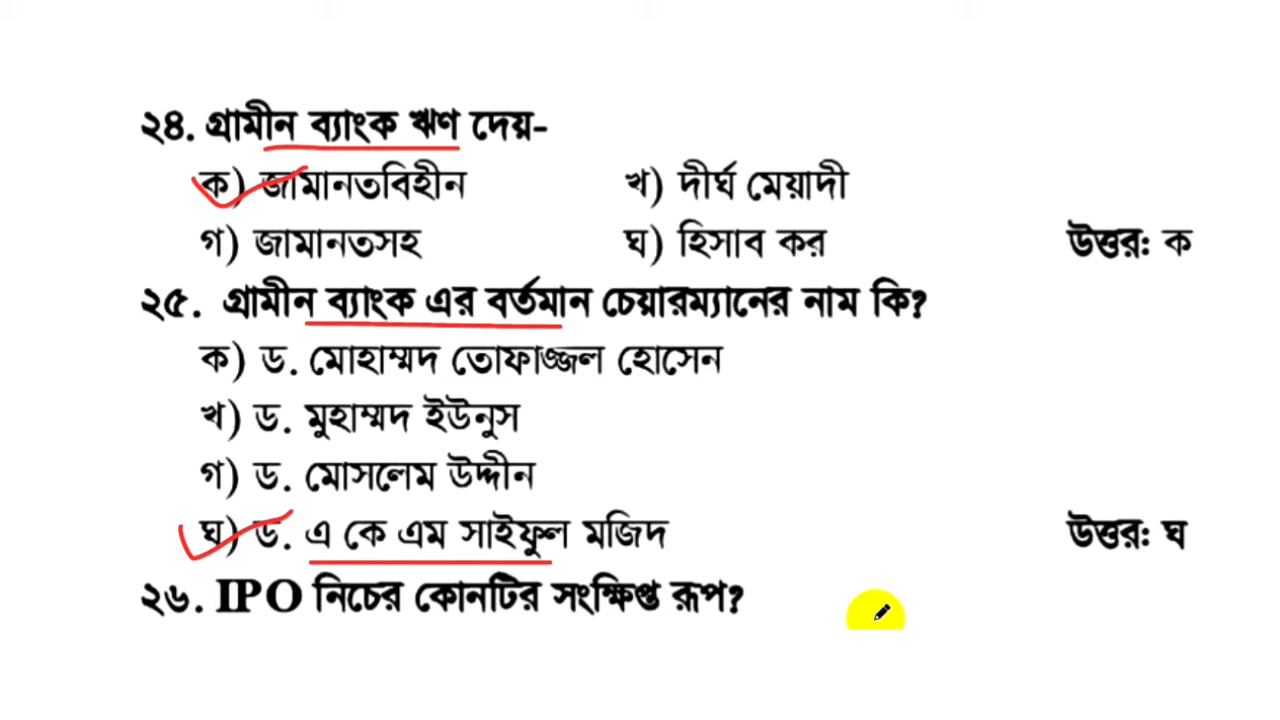 ২৪. গ্রামীন ব্যাংক ঋণ দেয়-
ক) জামানতবিহীন খ) দীর্ঘ মেয়াদী
গ) জামানতসহ ঘ) হিসাব কর উত্তর: ক
২৫. গ্রামীন ব্যাংক এর বর্তমান চেয়ারম্যানের নাম কি?
ক) ড. মোহাম্মদ তোফাজ্জল হোসেন
খ) ড. মুহাম্মদ ইউনুস
গ) ড. মোসলেম উদ্দীন
ঘ) ড. এ কে এম সাইফুল মজিদ উত্তর: ঘ
২৬. IPO নিচের কোনটির সংক্ষিপ্ত রূপ?